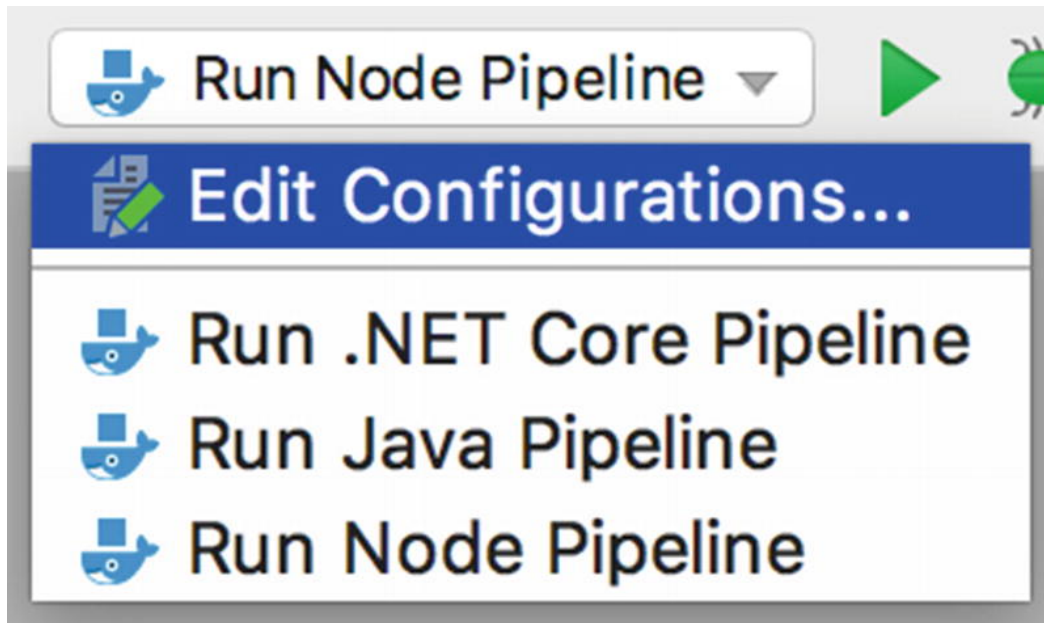 Run Node Pipeline
Edit Configurations...
Run .NET Core Pipeline
Run Java Pipeline
Run Node Pipeline